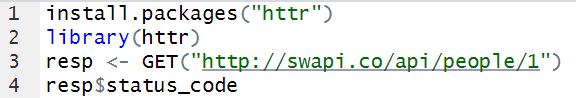 1 install.packages("httr")
2 library(httr)
3 resp <- GET("http://swapi.co/api/people/1")
4 resp$status_code